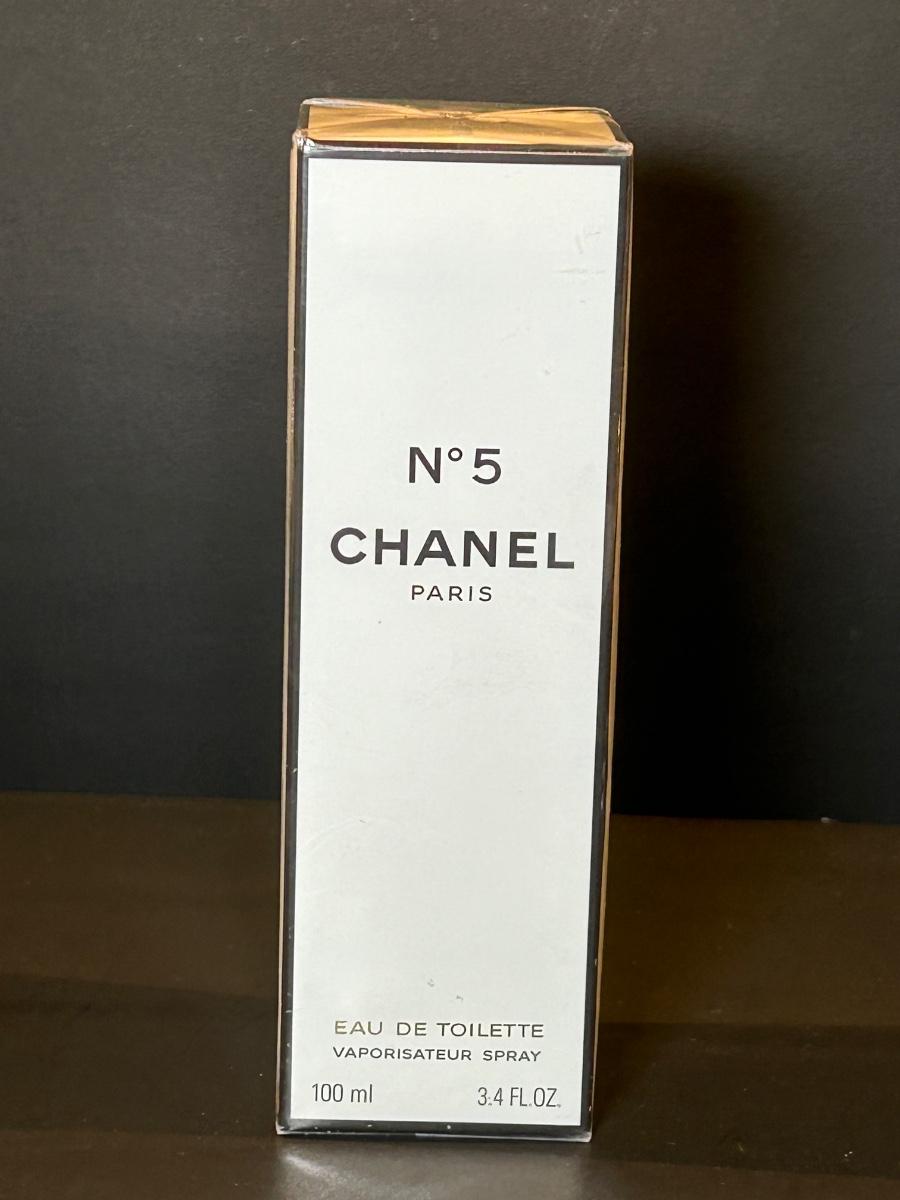 N°5
CHANEL
PARIS
EAU DE TOILETTE
VAPORISATEUR SPRAY
100 ml 3.4 FL.OZ.